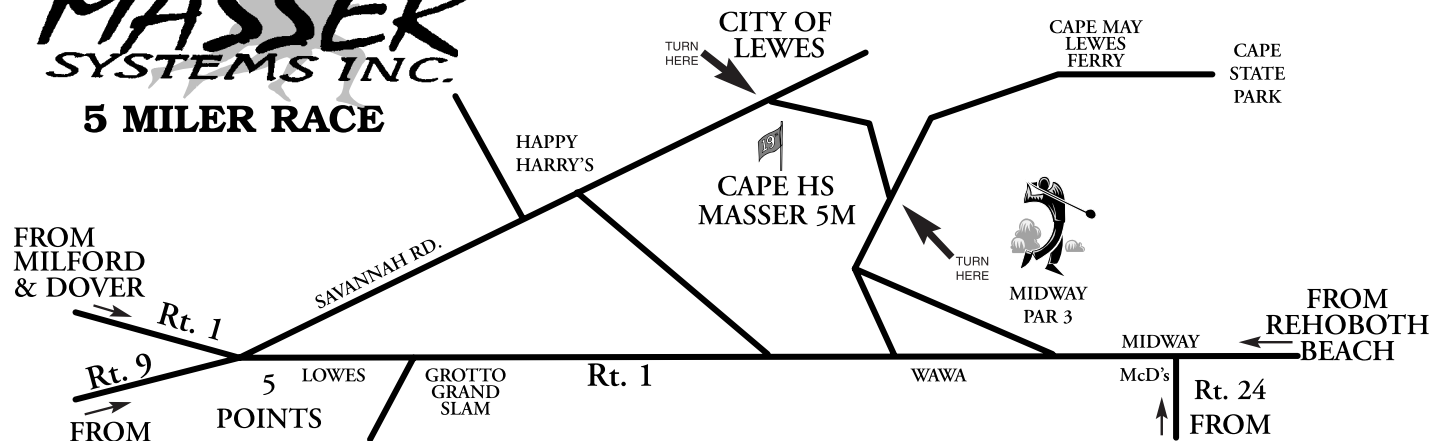 MASSER
SYSTEMS INC.
5 MILER RACE
CITY OF
LEWES
TURN
HERE
CAPE MAY
LEWES
FERRY
CAPE
STATE
PARK
HAPPY
HARRY'S
19th
CAPE HS
MASSER 5M
FROM
MILFORD
& DOVER
SAVANNAH RD.
TURN
HERE
MIDWAY
PAR 3
FROM
REHOBOTH
BEACH
Rt. 1
Rt. 9
MIDWAY
5
POINTS
LOWES
GROTTO
GRAND
SLAM
Rt. 1
WAWA
McD's
Rt. 24
FROM
FROM